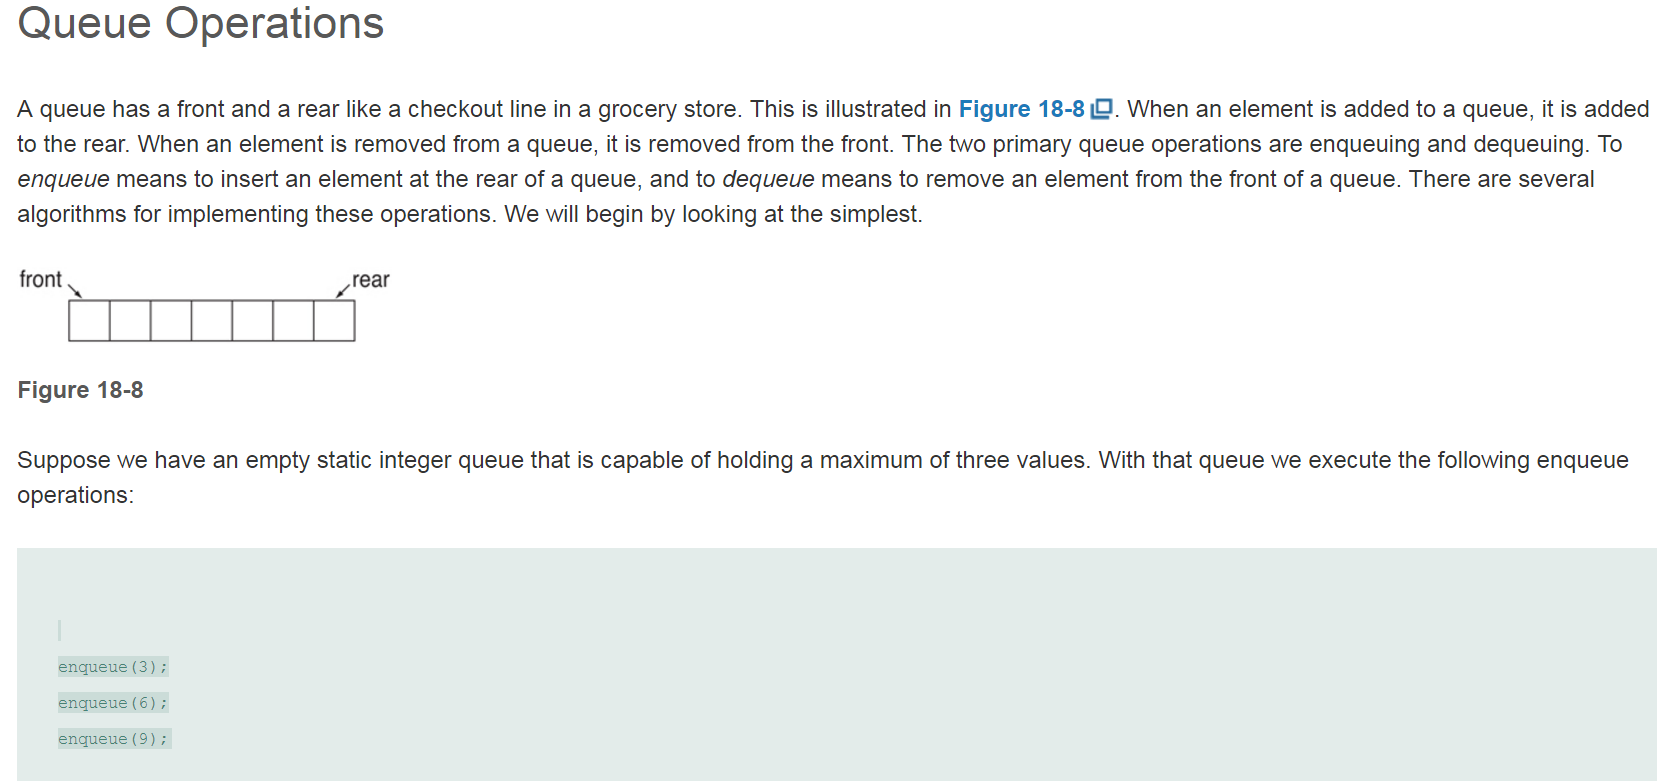 Queue Operations
A queue has a front and a rear like a checkout line in a grocery store. This is illustrated in Figure 18-8. When an element is added to a queue, it is added
to the rear. When an element is removed from a queue, it is removed from the front. The two primary queue operations are enqueuing and dequeuing. To
enqueue means to insert an element at the rear of a queue, and to dequeue means to remove an element from the front of a queue. There are several
algorithms for implementing these operations. We will begin by looking at the simplest.
front rear
Figure 18-8
Suppose we have an empty static integer queue that is capable of holding a maximum of three values. With that queue we execute the following enqueue
operations:
enqueue(3);
enqueue(6);
enqueue(9);